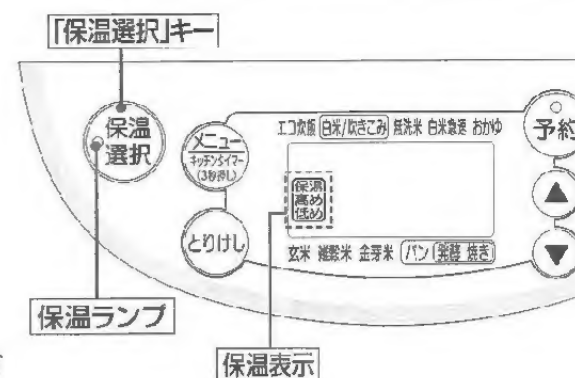 「保温選択」キー
保温
選択
メニュー
キッチンタイマー
(3秒押し)
とりけし
エコ炊飯 白米/炊きこみ 無洗米 白米急速 おかゆ
保温
高め
低め
玄米 雑穀米 金芽米 パン 発酵 焼き
予約
▲
▼
保温ランプ
保温表示